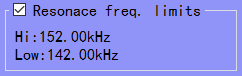 Resonace freq. limits
Hi:152.00kHz
Low:142.00kHz